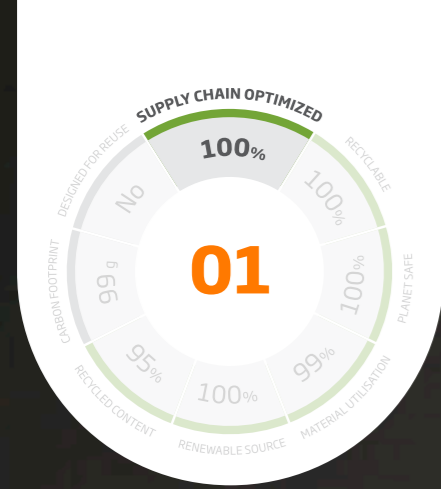 SUPPLY CHAIN OPTIMIZED
100%
RECYCLABLE
100%
PLANET SAFE
100%
MATERIAL UTILISATION
99%
RENEWABLE SOURCE
100%
RECYCLED CONTENT
95%
CARBON FOOTPRINT
66 g
DESIGNED FOR REUSE
No
01